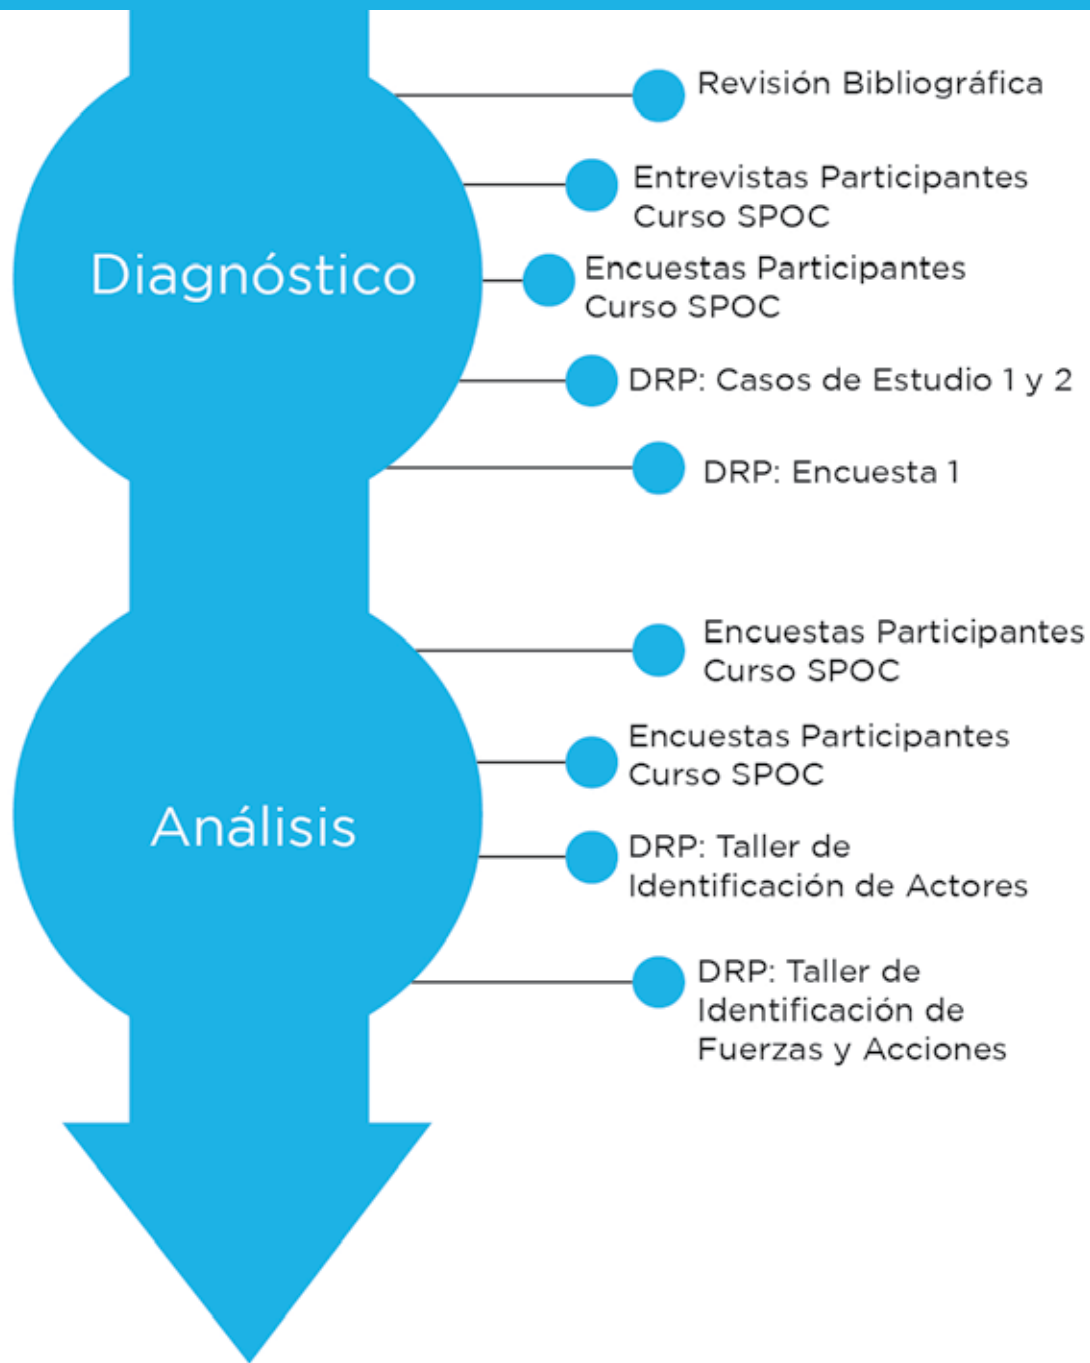 Diagnóstico
Revisión Bibliográfica
Entrevistas Participantes
Curso SPOC
Encuestas Participantes
Curso SPOC
DRP: Casos de Estudio 1 y 2
DRP: Encuesta 1
Análisis
Encuestas Participantes
Curso SPOC
Encuestas Participantes
Curso SPOC
DRP: Taller de
Identificación de Actores
DRP: Taller de
Identificación de
Fuerzas y Acciones